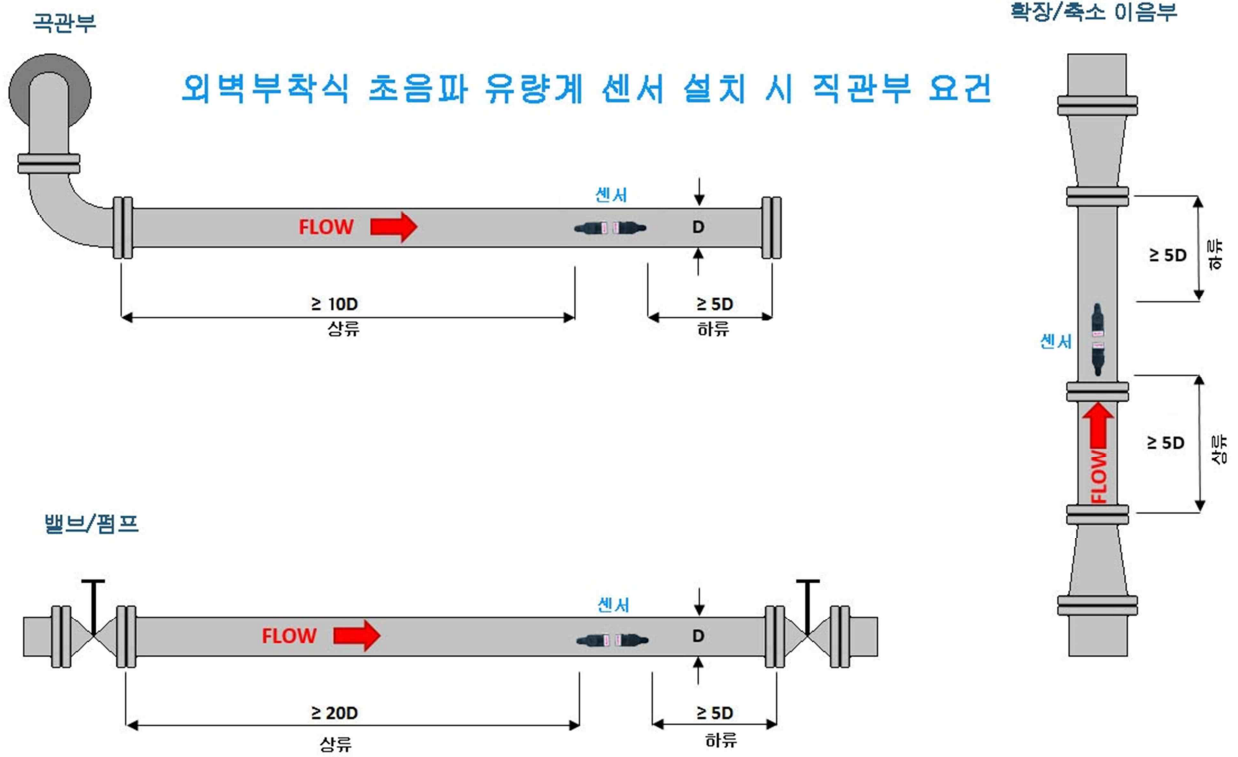 곡관부
확장/축소 이음부
외벽부착식 초음파 유량계 센서 설치 시 직관부 요건
센서
FLOW
D
≥ 10D
상류
≥ 5D
하류
≥ 5D
하류
센서
≥ 5D
상류
FLOW
밸브/펌프
센서
FLOW
D
≥ 20D
상류
≥ 5D
하류